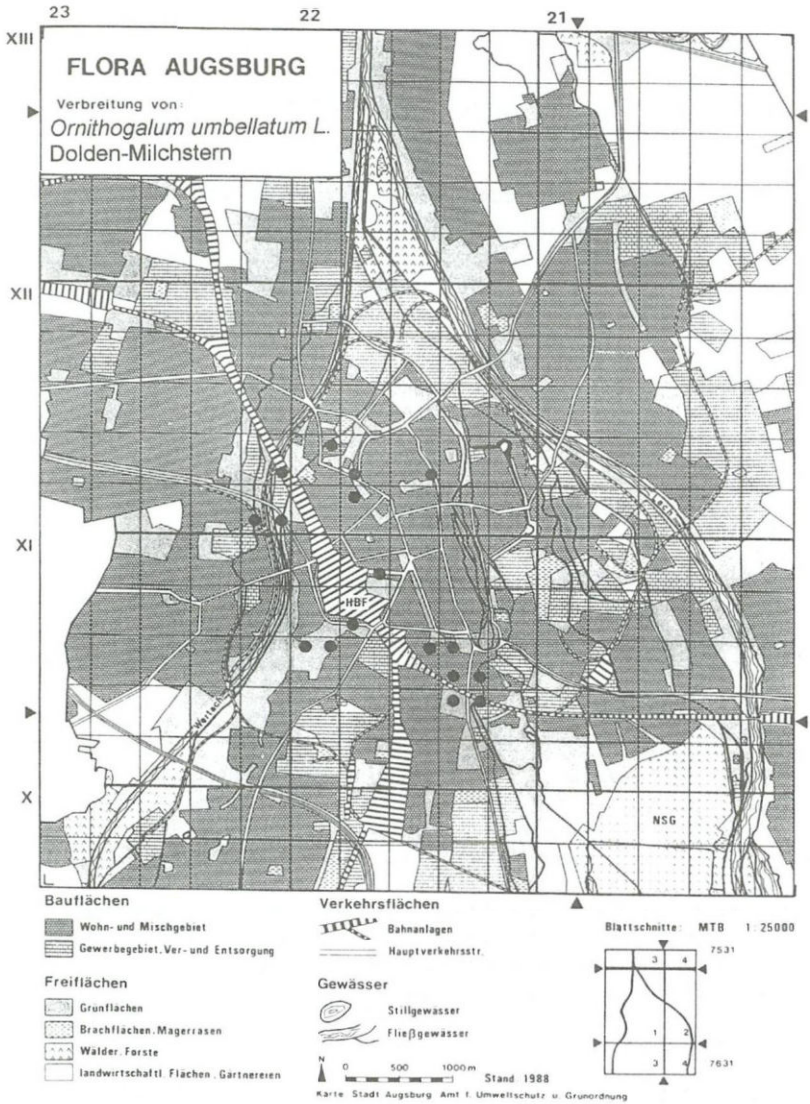 23 22 21
XIII
FLORA AUGSBURG
Verbreitung von:
Ornithogalum umbellatum L.
Dolden-Milchstern
XII
Lech
XI
HBF
Wertach
X
NSG
Bauflächen
Wohn- und Mischgebiet
Gewerbegebiet, Ver- und Entsorgung
Freiflächen
Grünflächen
Brachflächen, Magerrasen
Wälder, Forste
landwirtschaftl. Flächen, Gärtnereien
Verkehrsflächen
Bahnanlagen
Hauptverkehrsstr.
Gewässer
Stillgewässer
Fließgewässer
N
0 500 1000 m Stand 1988
Karte Stadt Augsburg Amt f. Umweltschutz u. Grünordnung
Blattschnitte: MTB 1:25000
7531
3 4
1 2
3 4
7631